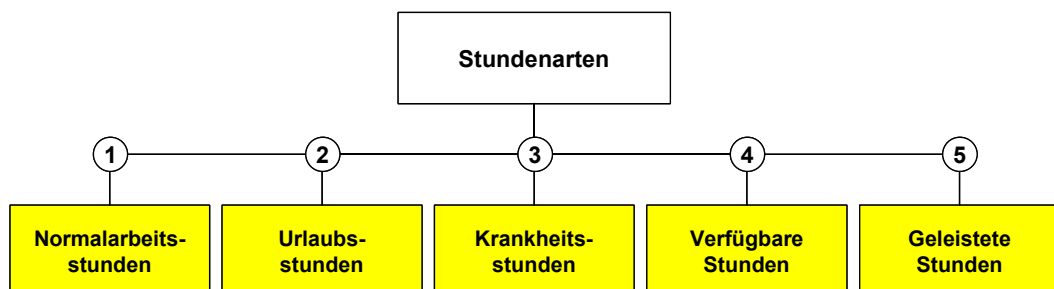 Stundenarten
1 2 3 4 5
Normalarbeits-
stunden
Urlaubs-
stunden
Krankheits-
stunden
Verfügbare
Stunden
Geleistete
Stunden